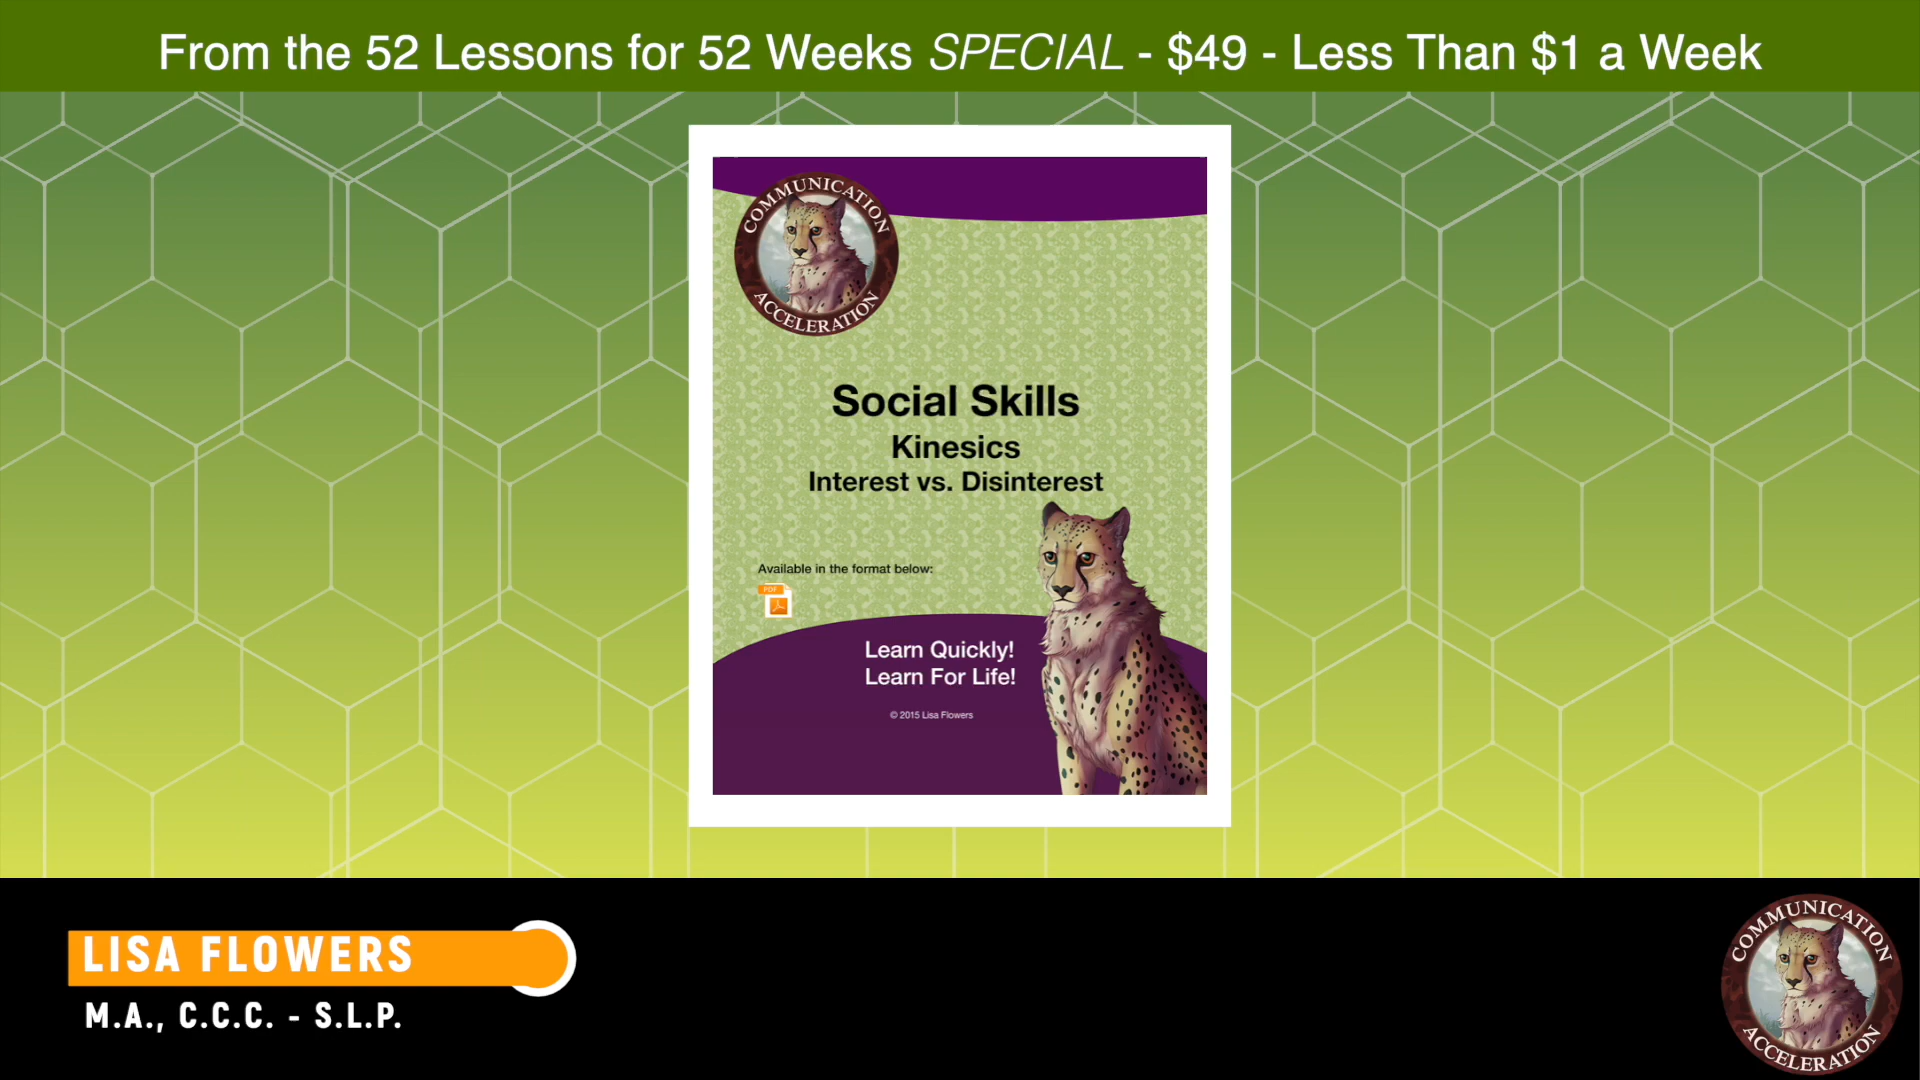 From the 52 Lessons for 52 Weeks SPECIAL - $49 - Less Than $1 a Week
COMMUNICATION
ACCELERATION
Social Skills
Kinesics
Interest vs. Disinterest
Available in the format below:
PDF
Learn Quickly!
Learn For Life!
© 2015 Lisa Flowers
LISA FLOWERS
M.A., C.C.C. - S.L.P.
COMMUNICATION
ACCELERATION